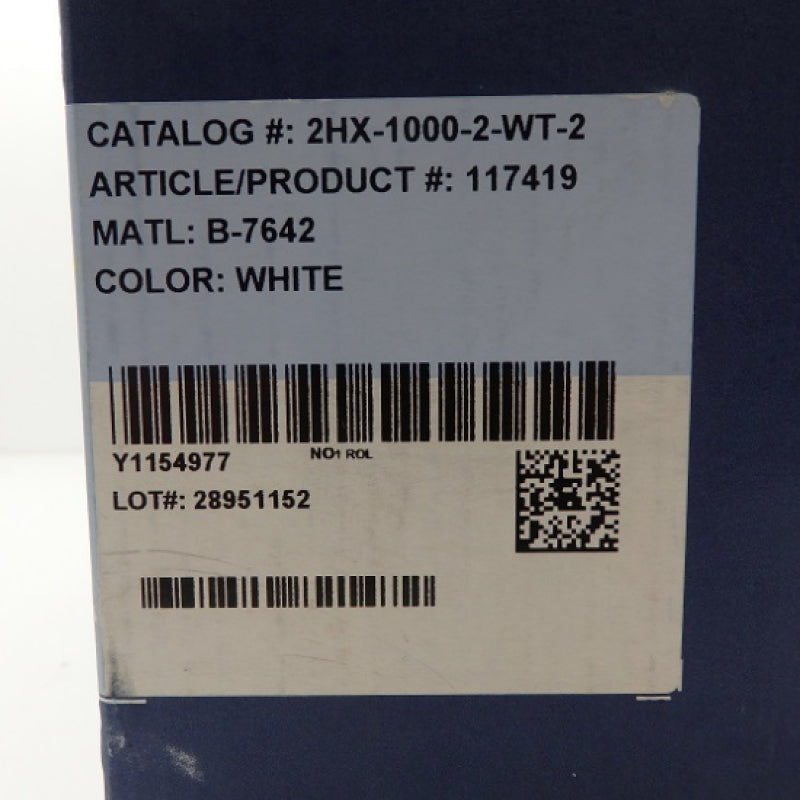 CATALOG #: 2HX-1000-2-WT-2
ARTICLE/PRODUCT #: 117419
MATL: B-7642
COLOR: WHITE
Y1154977
NO1 ROL
LOT#: 28951152